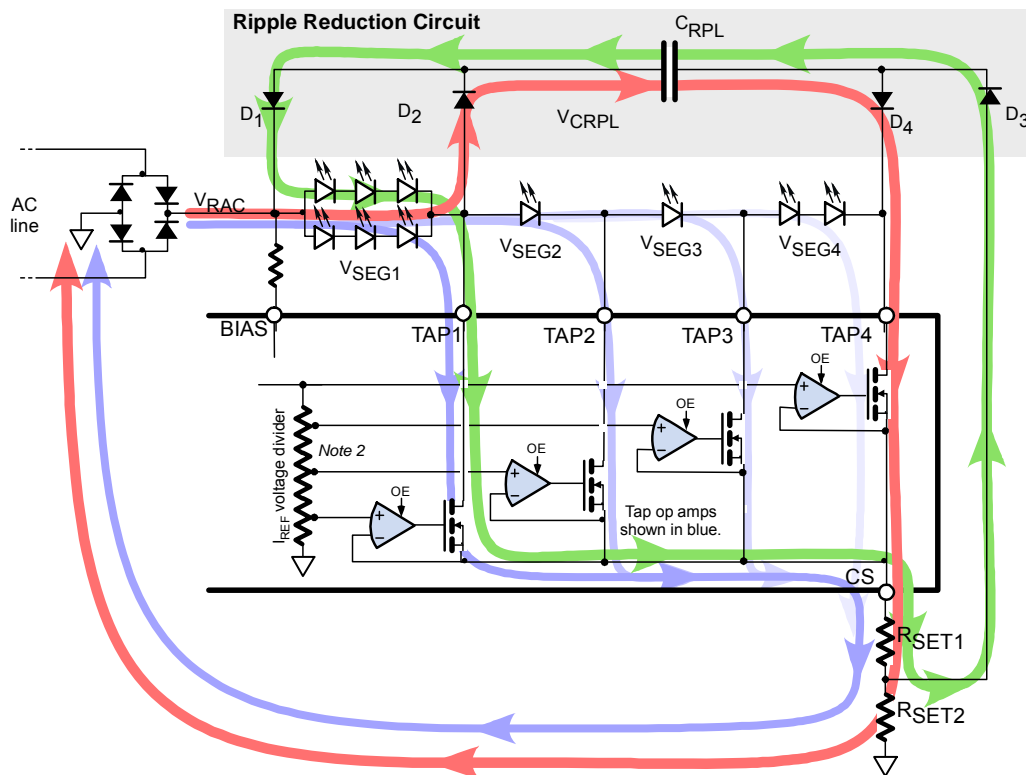 Ripple Reduction Circuit
CRPL
D1
D2
VCRPL
D4
D3
AC
line
VRAC
VSEG1
VSEG2
VSEG3
VSEG4
BIAS
TAP1
TAP2
TAP3
TAP4
OE
+
−
OE
+
−
OE
+
−
OE
+
−
IREF voltage divider
Note 2
Tap op amps
shown in blue.
CS
RSET1
RSET2